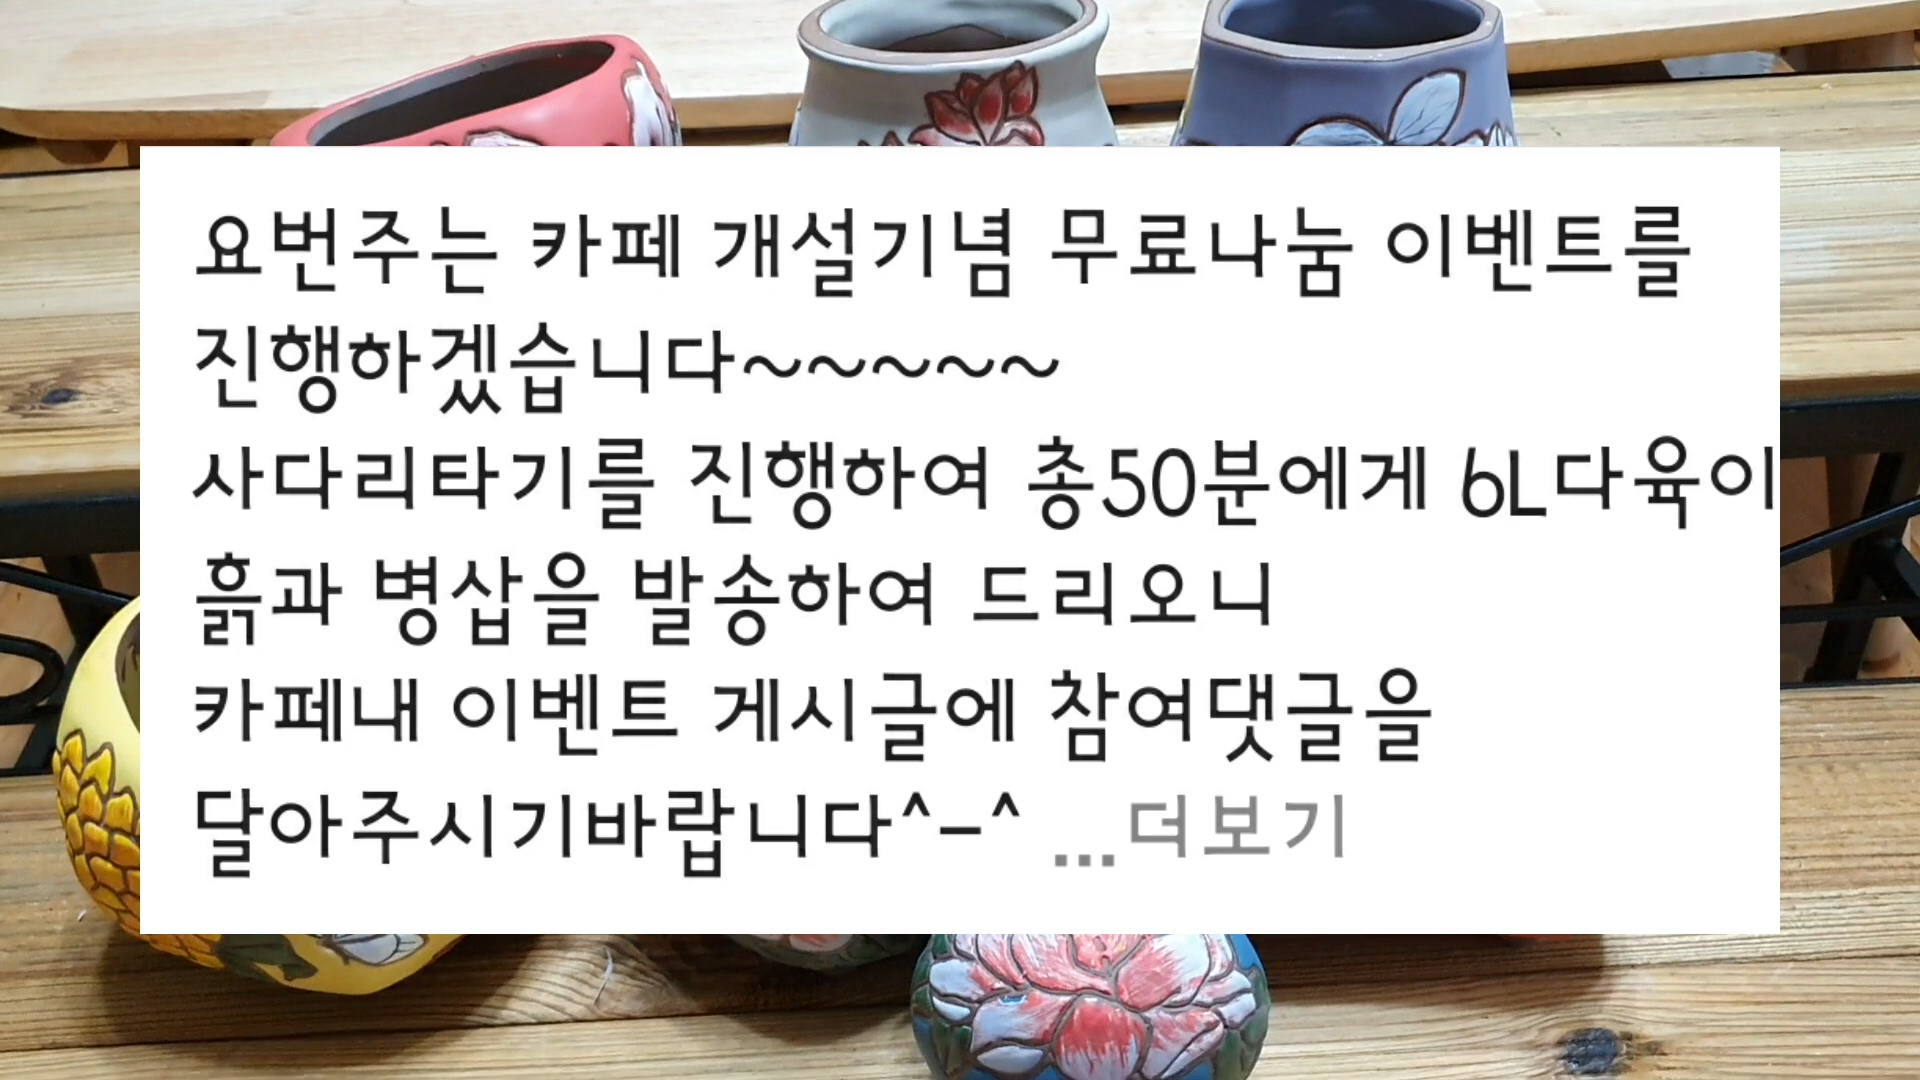 요번주는 카페 개설기념 무료나눔 이벤트를
진행하겠습니다~~~~~
사다리타기를 진행하여 총50분에게 6L다육이
흙과 병삽을 발송하여 드리오니
카페내 이벤트 게시글에 참여댓글을
달아주시기바랍니다^-^ ...더보기